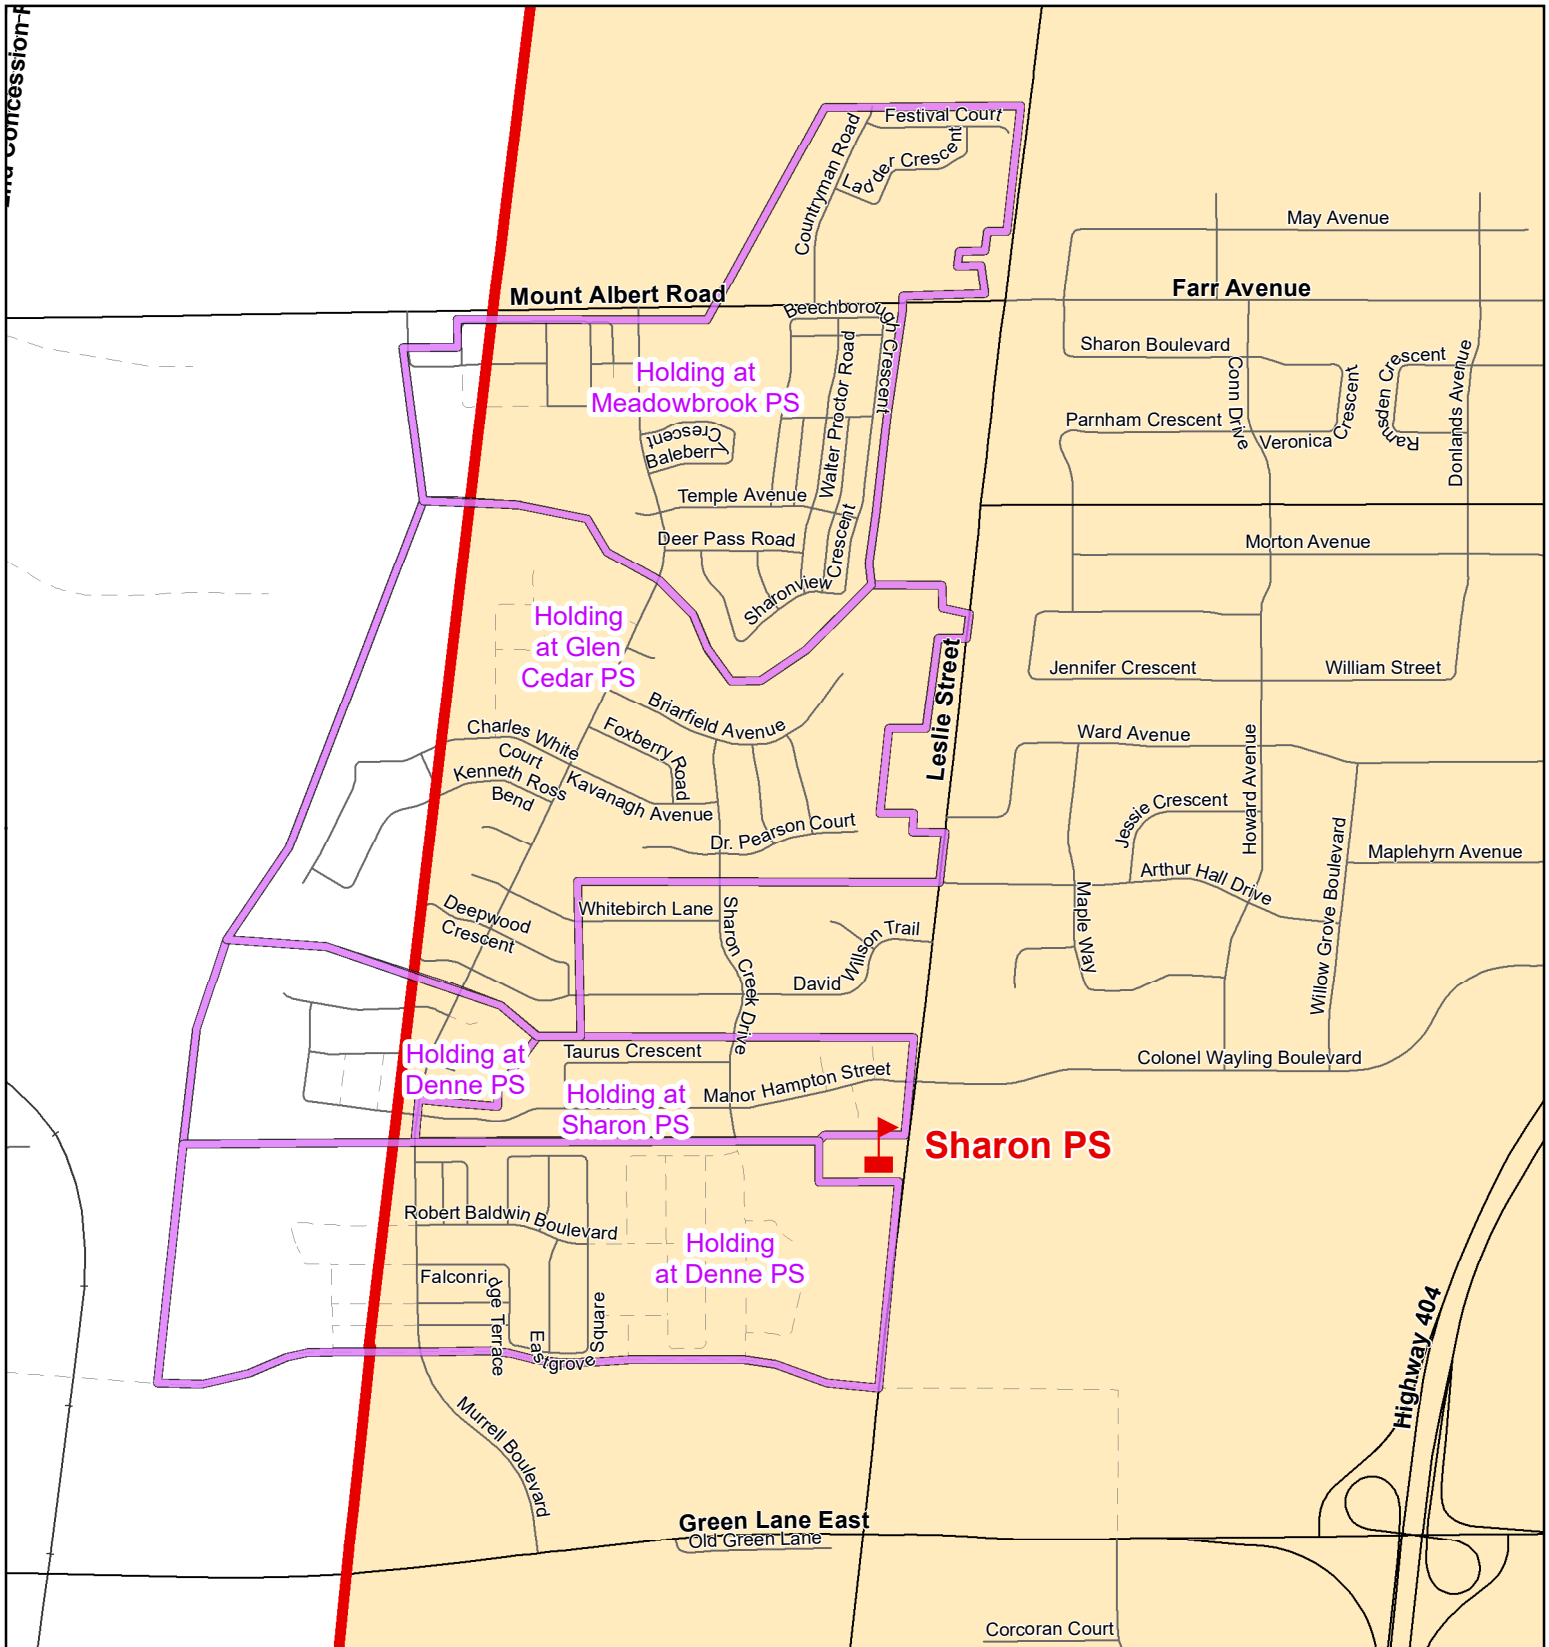 2nd Concession
Festival Court
Countryman Road
Ladder Crescent
May Avenue
Mount Albert Road
Farr Avenue
Beechborough Crescent
Sharon Boulevard
Conn Drive
Veronica Crescent
Ramsden Crescent
Donlands Avenue
Holding at
Meadowbrook PS
Walter Proctor Road
Parnham Crescent
Crescent
Baleberry
Temple Avenue
Deer Pass Road
Sharonview Crescent
Morton Avenue
Holding
at Glen
Cedar PS
Leslie Street
Jennifer Crescent
William Street
Briarfield Avenue
Charles White
Court
Foxberry Road
Kenneth Ross
Bend
Kavanagh Avenue
Dr. Pearson Court
Ward Avenue
Howard Avenue
Jessie Crescent
Willow Grove Boulevard
Maplehyrn Avenue
Arthur Hall Drive
Maple Way
Whitebirch Lane
Deepwood
Crescent
Sharon Creek Drive
David Willson Trail
Holding at
Denne PS
Taurus Crescent
Holding at
Sharon PS
Manor Hampton Street
Colonel Wayling Boulevard
Sharon PS
Robert Baldwin Boulevard
Holding
at Denne PS
Falconridge Terrace
Eastgrove Square
Murrell Boulevard
Highway 404
Green Lane East
Old Green Lane
Corcoran Court